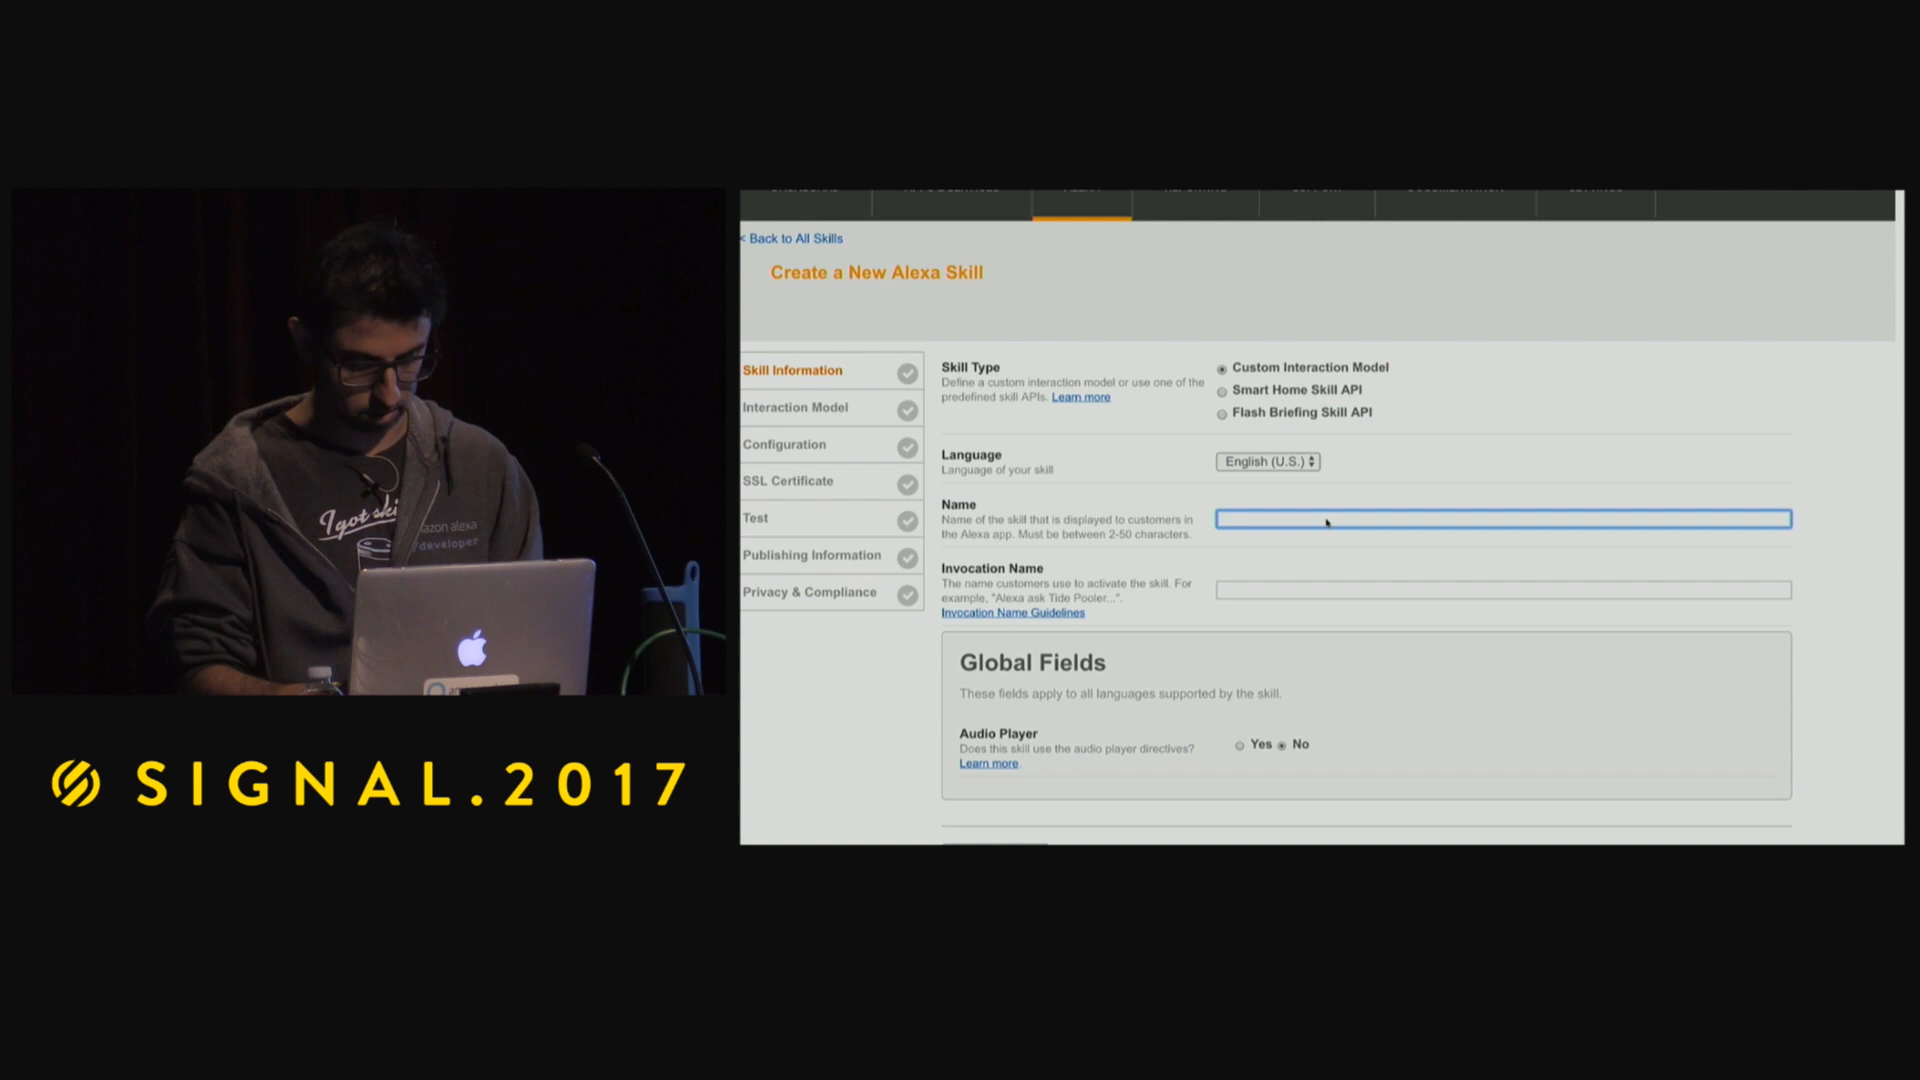 < Back to All Skills
Create a New Alexa Skill
Skill Information
Interaction Model
Configuration
SSL Certificate
Test
Publishing Information
Privacy & Compliance
Skill Type
Define a custom interaction model or use one of the
predefined skill APIs. Learn more
Custom Interaction Model
Smart Home Skill API
Flash Briefing Skill API
Language
Language of your skill
English (U.S.)
Name
Name of the skill that is displayed to customers in
the Alexa app. Must be between 2-50 characters.
Invocation Name
The name customers use to activate the skill. For
example, "Alexa ask Tide Pooler...".
Invocation Name Guidelines
Global Fields
These fields apply to all languages supported by the skill.
Audio Player
Does this skill use the audio player directives?
Learn more
Yes No
I got ski
azon alexa
/developer
SIGNAL.2017